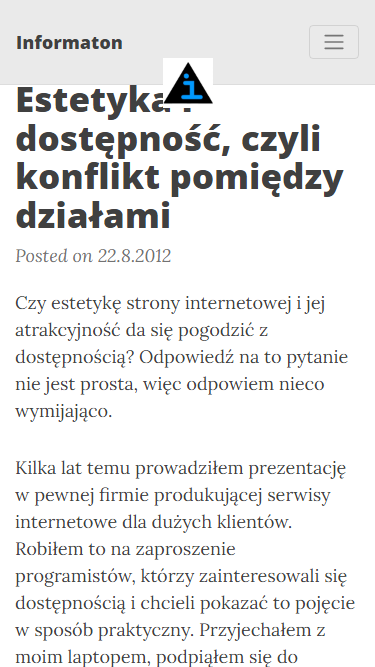 Informaton
i
Estetyka i
dostępność, czyli
konflikt pomiędzy
działami
Posted on 22.8.2012
Czy estetykę strony internetowej i jej
atrakcyjność da się pogodzić z
dostępnością? Odpowiedź na to pytanie
nie jest prosta, więc odpowiem nieco
wymijająco.
Kilka lat temu prowadziłem prezentację
w pewnej firmie produkującej serwisy
internetowe dla dużych klientów.
Robiłem to na zaproszenie
programistów, którzy zainteresowali się
dostępnością i chcieli pokazać to pojęcie
w sposób praktyczny. Przyjechałem z
moim laptopem, podpiąłem się do